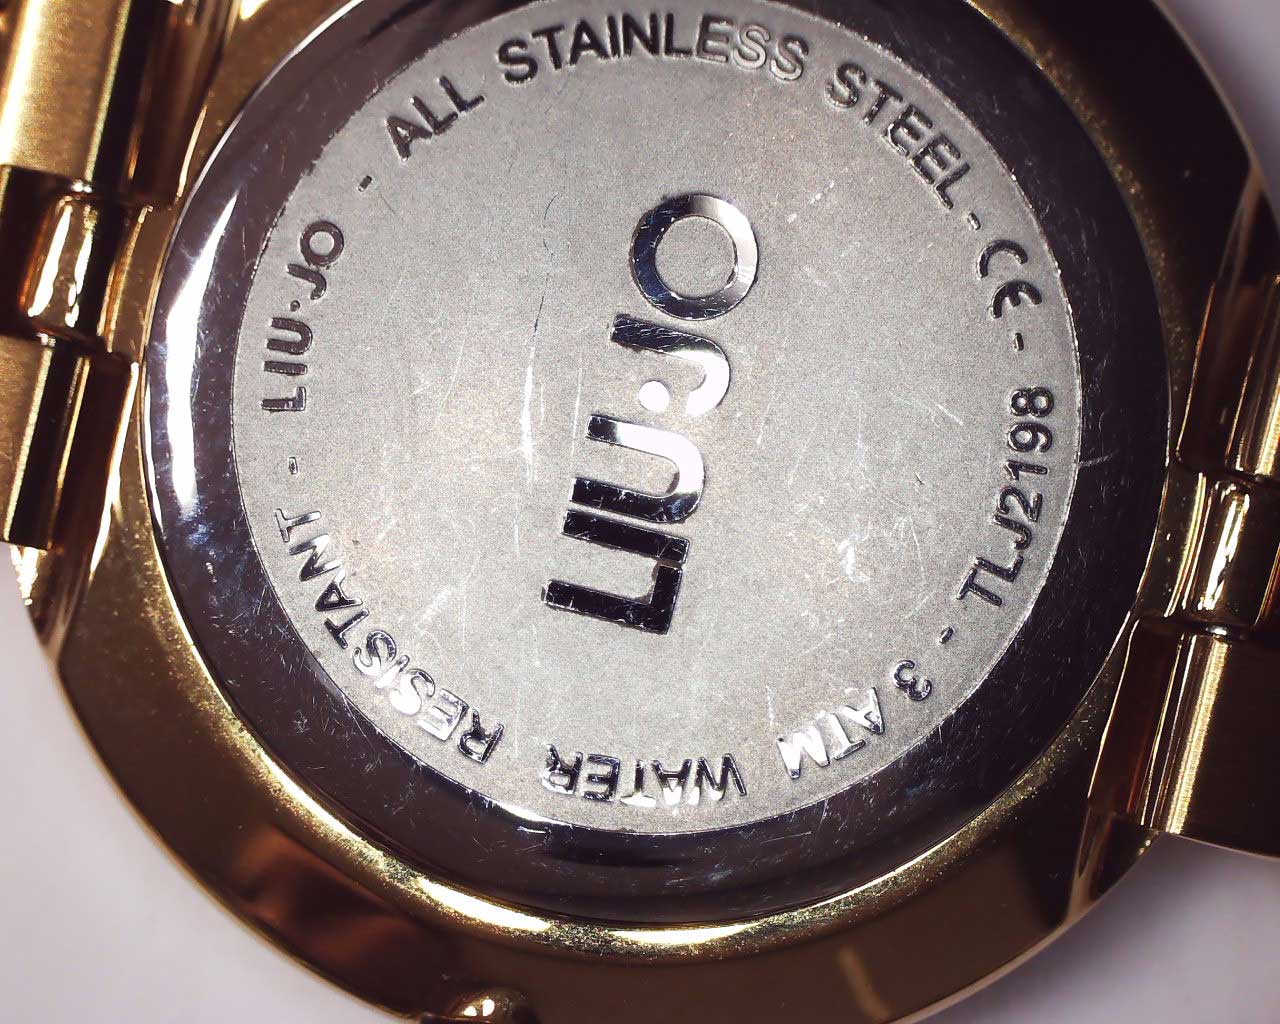 LIU·JO - ALL STAINLESS STEEL - CE - TLJ2198 - 3 ATM WATER RESISTANT -
LIU·JO